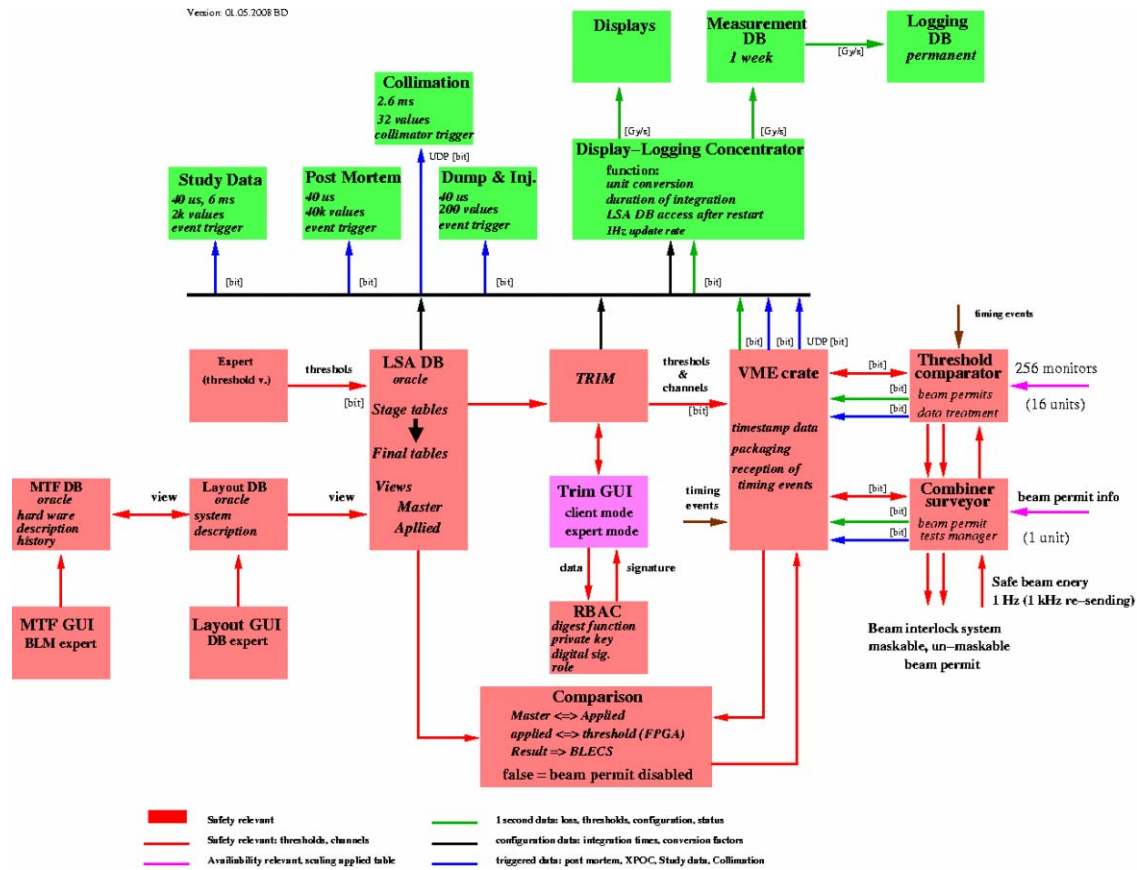 Version: 01.05.2008 BD
Displays
Measurement
DB
1 week
[Gy/s]
Logging
DB
permanent
Collimation
2.6 ms
32 values
collimator trigger
UDP [bit]
[Gy/s]
[Gy/s]
Study Data
40 us, 6 ms
2k values
event trigger
Post Mortem
40 us
40k values
event trigger
Dump & Inj.
40 us
200 values
event trigger
Display-Logging Concentrator
function:
unit conversion
duration of integration
LSA DB access after restart
1Hz update rate
[bit]
[bit]
[bit]
[bit]
timing events
[bit]
[bit]
UDP [bit]
Expert
(threshold v.)
threshols
[bit]
LSA DB
oracle
Stage tables
Final tables
Views
Master
Apllied
TRIM
threshols
&
channels
[bit]
VME crate
timestamp data
packaging
reception of
timing events
[bit]
[bit]
[bit]
Threshold
comparator
beam permits
data treatment
256 monitors
(16 units)
MTF DB
oracle
hard ware
description
history
view
Layout DB
oracle
system
description
view
Trim GUI
client mode
expert mode
timing
events
[bit]
[bit]
[bit]
Combiner
surveyor
beam permit
tests manager
beam permit info
(1 unit)
data
signature
Safe beam enery
1 Hz (1 kHz re-sending)
MTF GUI
BLM expert
Layout GUI
DB expert
RBAC
digest function
private key
digital sig.
role
Beam interlock system
maskable, un-maskable
beam permit
Comparison
Master <=> Applied
applied <=> threshold (FPGA)
Result => BLECS
false = beam permit disabled
Safety relevant
1 second data: loss, thresholds, configuration, status
Safety relevant: thresholds, channels
configuration data: integration times, conversion factors
Availiability relevant, scaling applied table
triggered data: post mortem, XPOC, Study data, Collimation